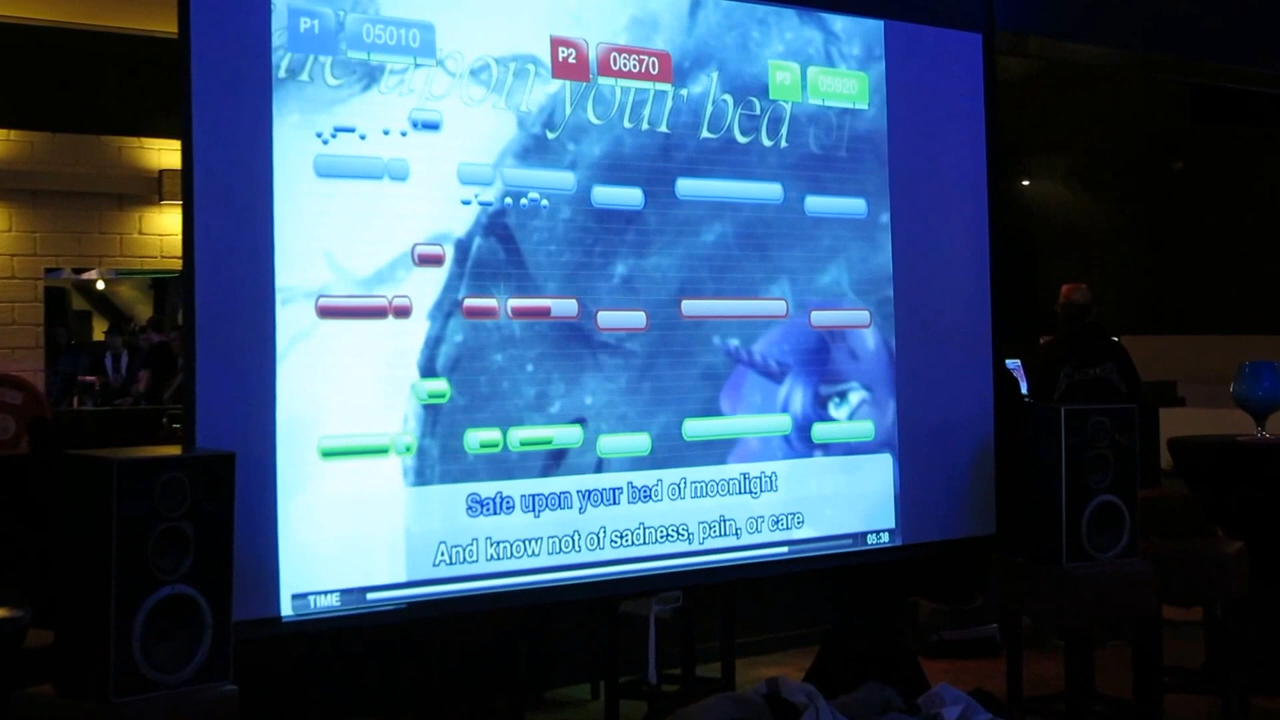 P1 05010
P2 06670
P3 05920
upon your bed of
Safe upon your bed of moonlight
And know not of sadness, pain, or care
TIME 05:38